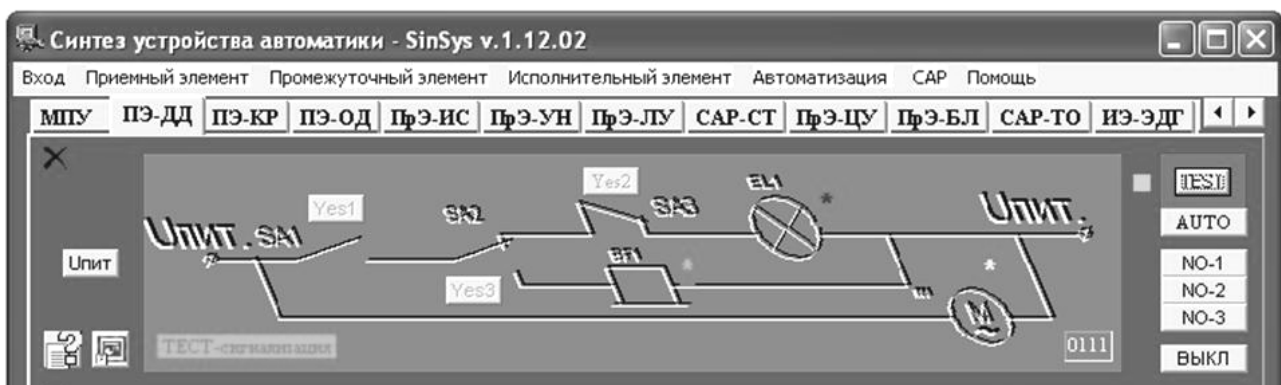 Синтез устройства автоматики - SinSys v.1.12.02
Вход Приемный элемент Промежуточный элемент Исполнительный элемент Автоматизация САР Помощь
МПУ ПЭ-ДД ПЭ-КР ПЭ-ОД ПрЭ-ИС ПрЭ-УН ПрЭ-ЛУ САР-СТ ПрЭ-ЦУ ПрЭ-БЛ САР-ТО ИЭ-ЭДГ
Uпит. SA1 Yes1 SA2 Yes2 SA3 EL1 * Uпит.
TEST
AUTO
Uпит
Yes3 BF1 * *
M
NO-1
NO-2
NO-3
ТЕСТ-сигнализация
0111
ВЫКЛ